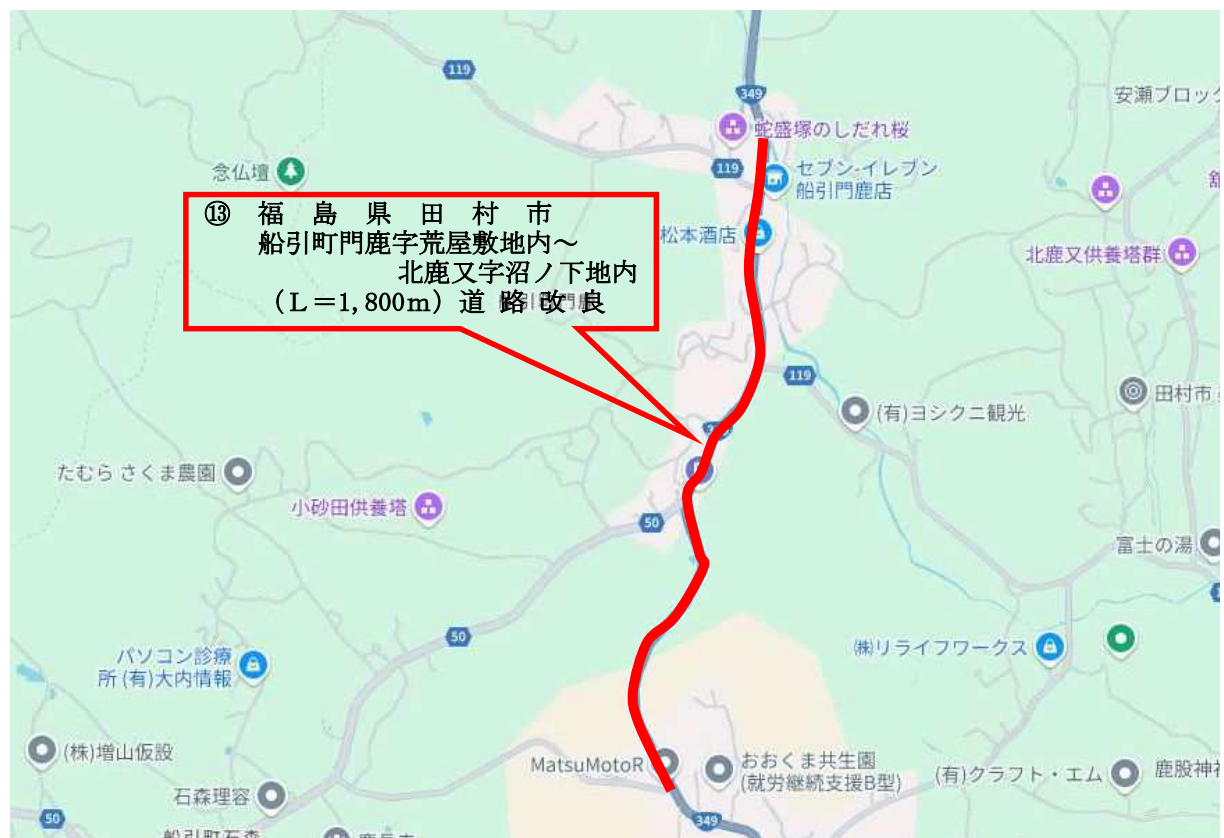 119
349
安瀬ブロック
蛇盛塚のしだれ桜
念仏壇
119
セブン-イレブン
船引門鹿店
⑬ 福島県田村市
船引町門鹿字荒屋敷地内～
北鹿又字沼ノ下地内
（L＝1,800m）道路改良
松本酒店
北鹿又供養塔群
119
田村市
(有)ヨシクニ観光
たむら さくま農園
小砂田供養塔
50
富士の湯
50
パソコン診療
所 (有)大内情報
㈱リライフワークス
(株)増山仮設
MatsuMotoR
おおくま共生園
(就労継続支援B型)
(有)クラフト・エム
鹿股神社
石森理容
50
349
船引町石森